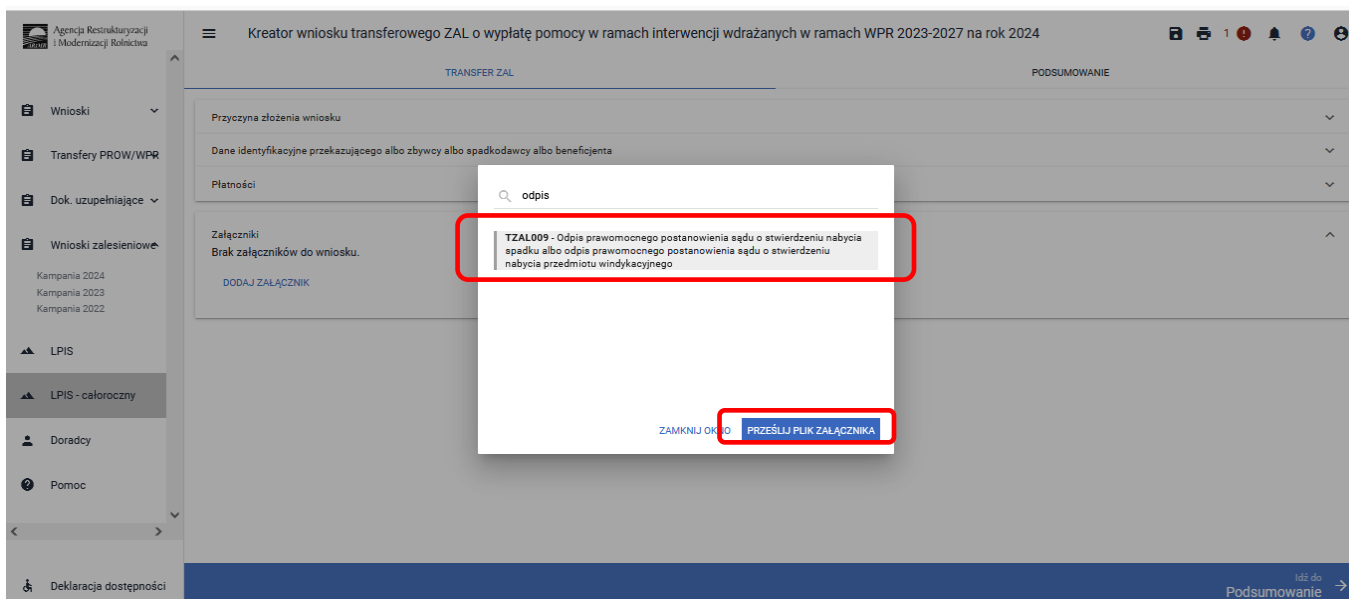 Agencja Restrukturyzacji
i Modernizacji Rolnictwa
Kreator wniosku transferowego ZAL o wypłatę pomocy w ramach interwencji wdrażanych w ramach WPR 2023-2027 na rok 2024
1
TRANSFER ZAL
PODSUMOWANIE
Wnioski
Transfery PROW/WPR
Dok. uzupełniające
Wnioski zalesieniowe
Kampania 2024
Kampania 2023
Kampania 2022
LPIS
LPIS - całoroczny
Doradcy
Pomoc
Deklaracja dostępności
Przyczyna złożenia wniosku
Dane identyfikacyjne przekazującego albo zbywcy albo spadkodawcy albo beneficjenta
Płatności
Załączniki
Brak załączników do wniosku.
DODAJ ZAŁĄCZNIK
odpis
TZAL009 - Odpis prawomocnego postanowienia sądu o stwierdzeniu nabycia
spadku albo odpis prawomocnego postanowienia sądu o stwierdzeniu
nabycia przedmiotu windykacyjnego
ZAMKNIJ OKNO
PRZEŚLIJ PLIK ZAŁĄCZNIKA
Idź do
Podsumowanie